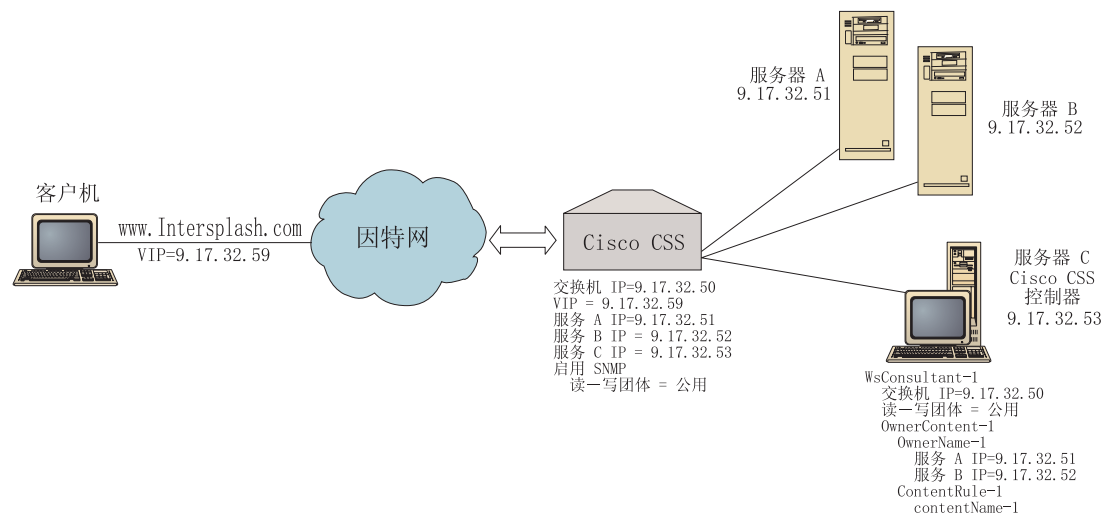 客户机
www.Intersplash.com
VIP=9.17.32.59
因特网
Cisco CSS
交换机 IP=9.17.32.50
VIP = 9.17.32.59
服务 A IP=9.17.32.51
服务 B IP = 9.17.32.52
服务 C IP = 9.17.32.53
启用 SNMP
读—写团体 = 公用
服务器 A
9.17.32.51
服务器 B
9.17.32.52
服务器 C
Cisco CSS
控制器
9.17.32.53
WsConsultant-1
交换机 IP=9.17.32.50
读—写团体 = 公用
OwnerContent-1
OwnerName-1
服务 A IP=9.17.32.51
服务 B IP=9.17.32.52
ContentRule-1
contentName-1